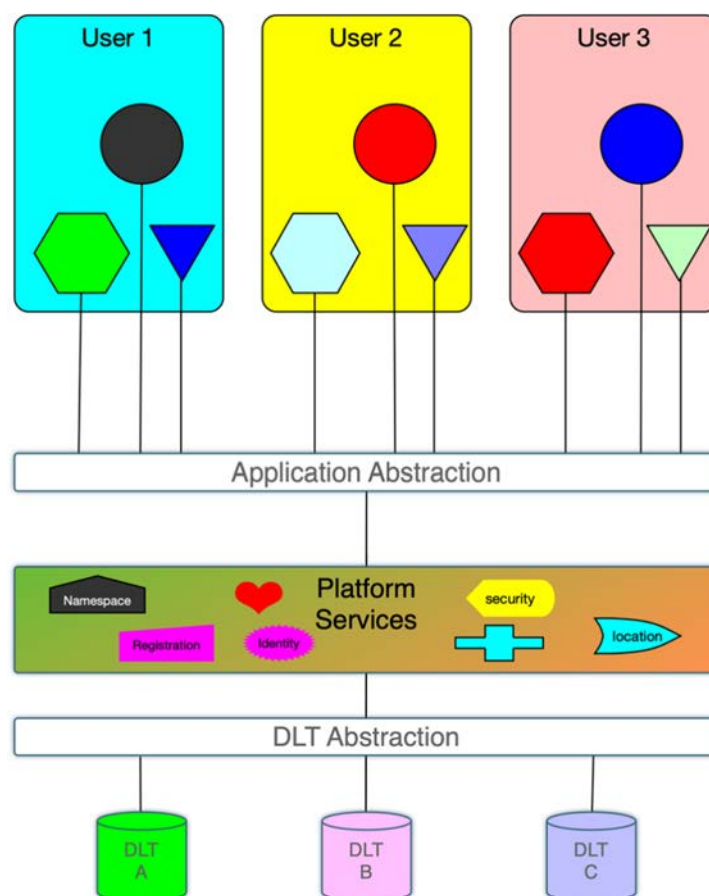 User 1
User 2
User 3
Application Abstraction
Platform
Services
Namespace
security
Registration
Identity
location
DLT Abstraction
DLT
A
DLT
B
DLT
C